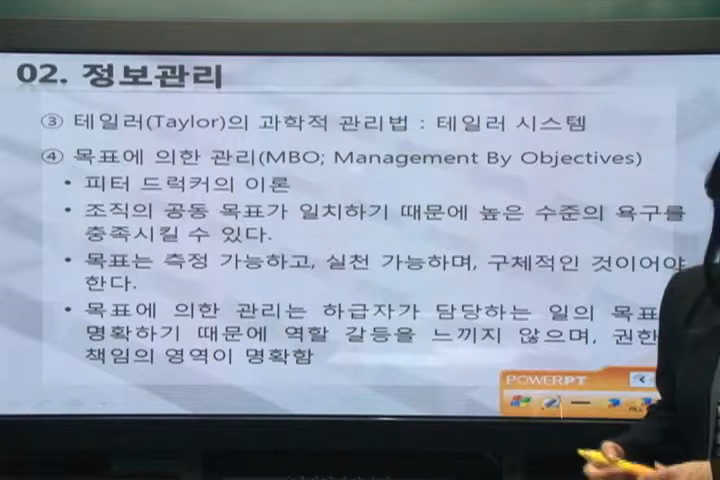 02. 정보관리
③ 테일러(Taylor)의 과학적 관리법 : 테일러 시스템
④ 목표에 의한 관리(MBO; Management By Objectives)
• 피터 드럭커의 이론
• 조직의 공동 목표가 일치하기 때문에 높은 수준의 욕구를
충족시킬 수 있다.
• 목표는 측정 가능하고, 실천 가능하며, 구체적인 것이어야
한다.
• 목표에 의한 관리는 하급자가 담당하는 일의 목표
명확하기 때문에 역할 갈등을 느끼지 않으며, 권한
책임의 영역이 명확함
POWERPT
ALL